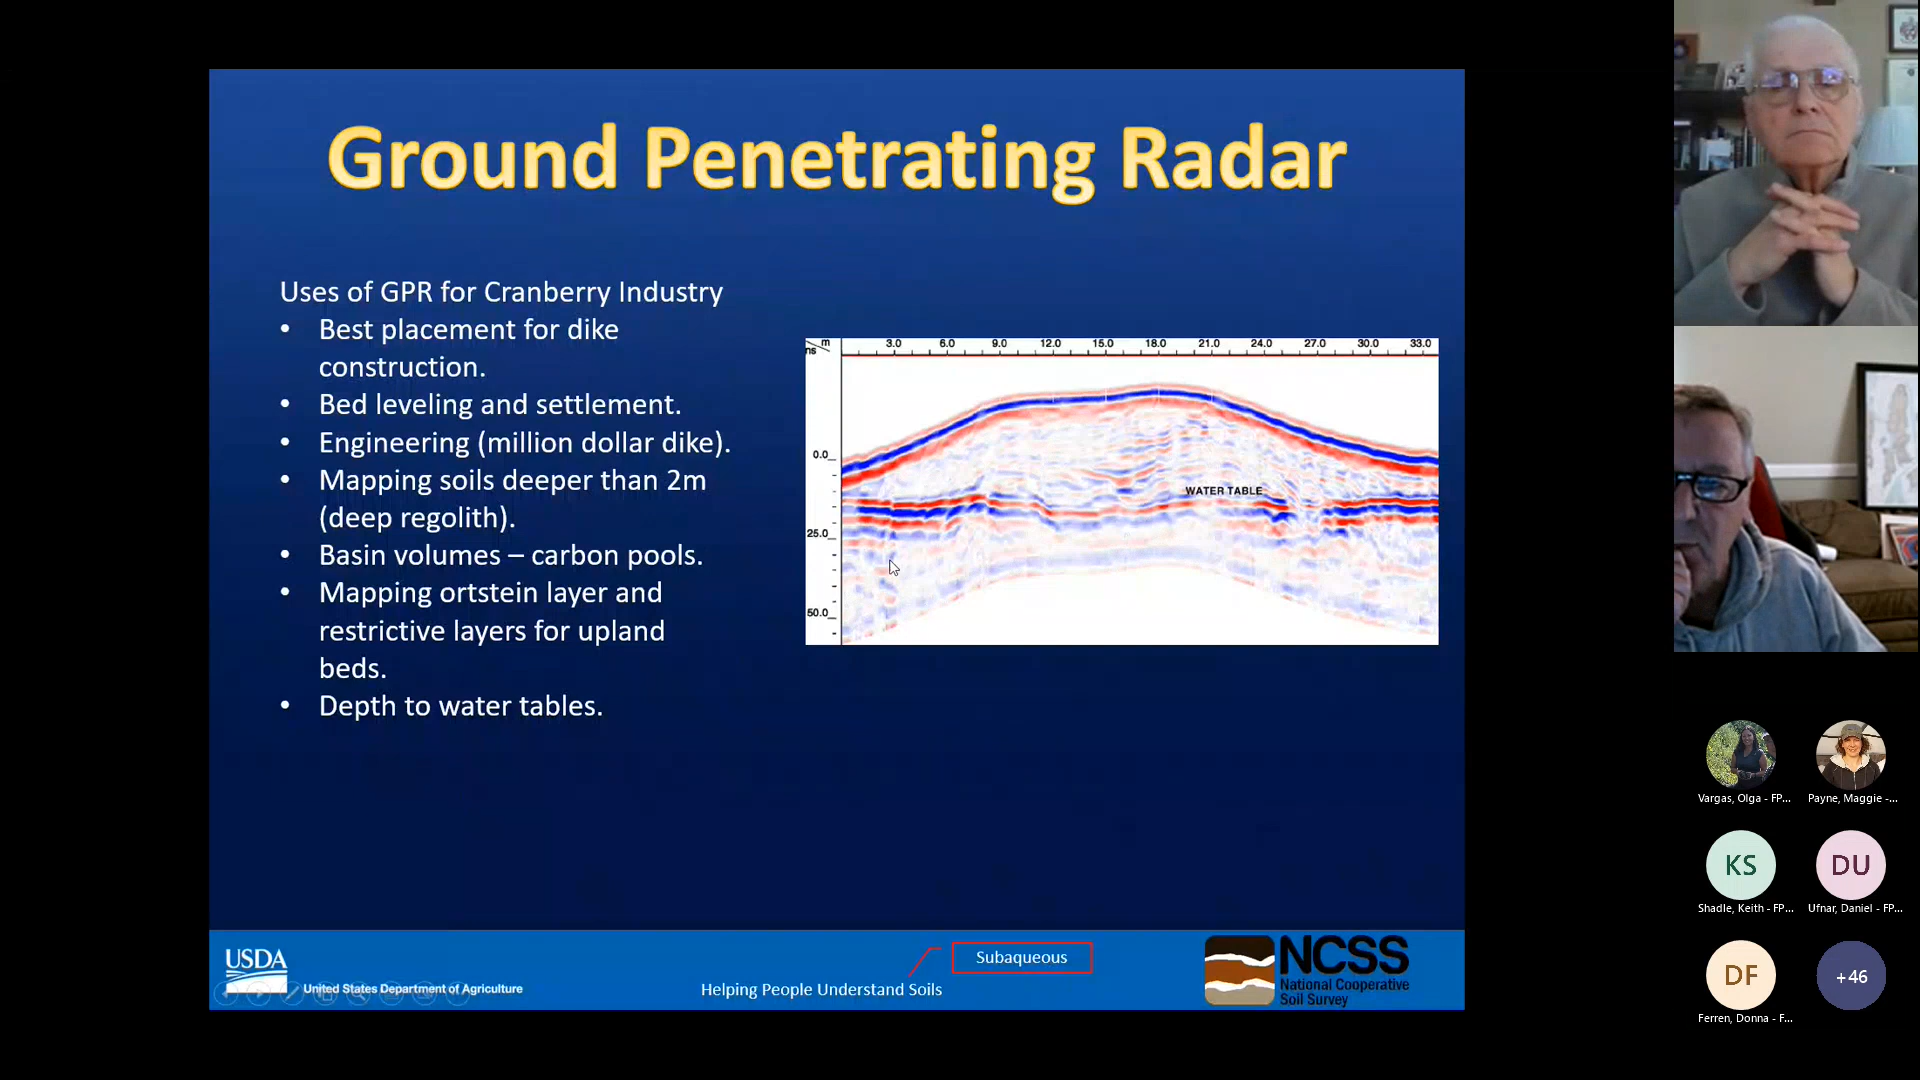 Ground Penetrating Radar
Uses of GPR for Cranberry Industry
• Best placement for dike
construction.
• Bed leveling and settlement.
• Engineering (million dollar dike).
• Mapping soils deeper than 2m
(deep regolith).
• Basin volumes – carbon pools.
• Mapping ortstein layer and
restrictive layers for upland
beds.
• Depth to water tables.
m
ns
3.0 6.0 9.0 12.0 15.0 18.0 21.0 24.0 27.0 30.0 33.0
0.0
WATER TABLE
25.0
50.0
USDA
United States Department of Agriculture
Subaqueous
Helping People Understand Soils
NCSS
National Cooperative
Soil Survey
Vargas, Olga - FP...
Payne, Maggie -...
KS
DU
Shadle, Keith - FP...
Ufnar, Daniel - FP...
DF
+46
Ferren, Donna - F...